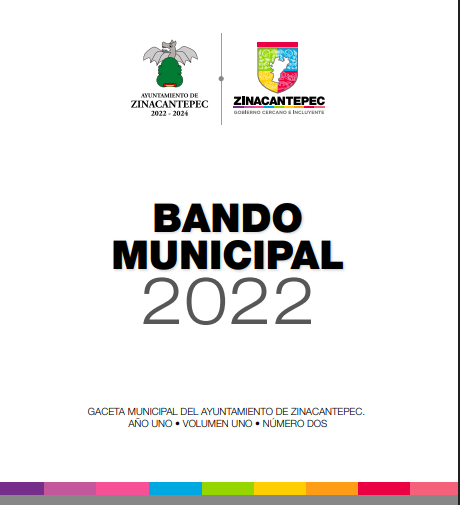 AYUNTAMIENTO DE
ZINACANTEPEC
2022 - 2024
ZINACANTEPEC
GOBIERNO CERCANO E INCLUYENTE
BANDO
MUNICIPAL
2022
GACETA MUNICIPAL DEL AYUNTAMIENTO DE ZINACANTEPEC.
AÑO UNO • VOLUMEN UNO • NÚMERO DOS